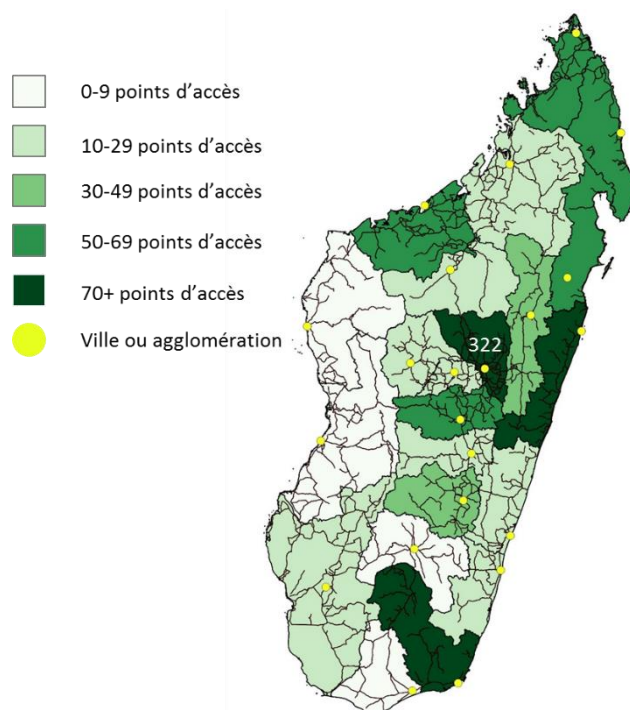 0-9 points d’accès
10-29 points d’accès
30-49 points d’accès
50-69 points d’accès
70+ points d’accès
Ville ou agglomération
322